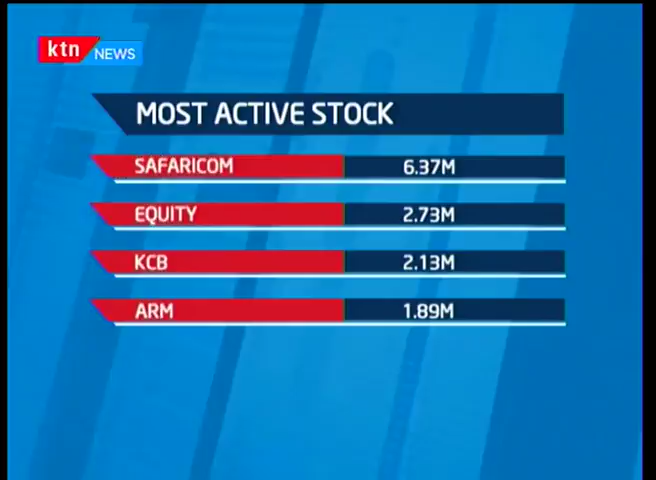 ktn NEWS
MOST ACTIVE STOCK
SAFARICOM 6.37M
EQUITY 2.73M
KCB 2.13M
ARM 1.89M